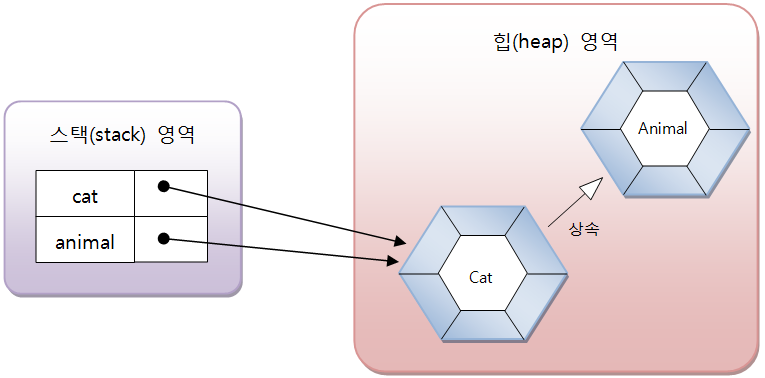 스택(stack) 영역
cat
animal
힙(heap) 영역
Animal
상속
Cat